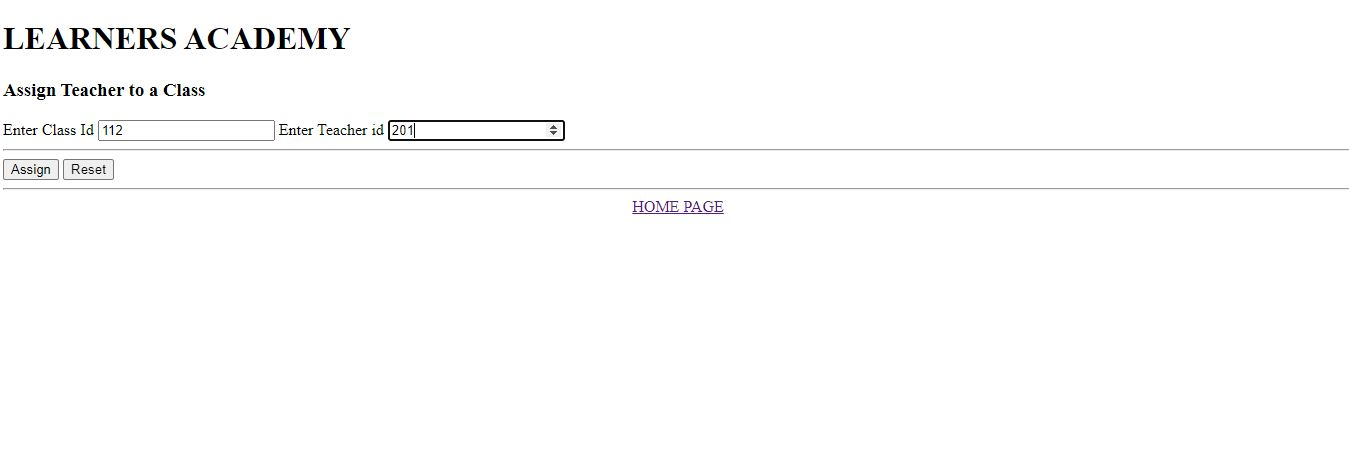 LEARNERS ACADEMY
Assign Teacher to a Class
Enter Class Id 112 Enter Teacher id 201
Assign Reset
HOME PAGE